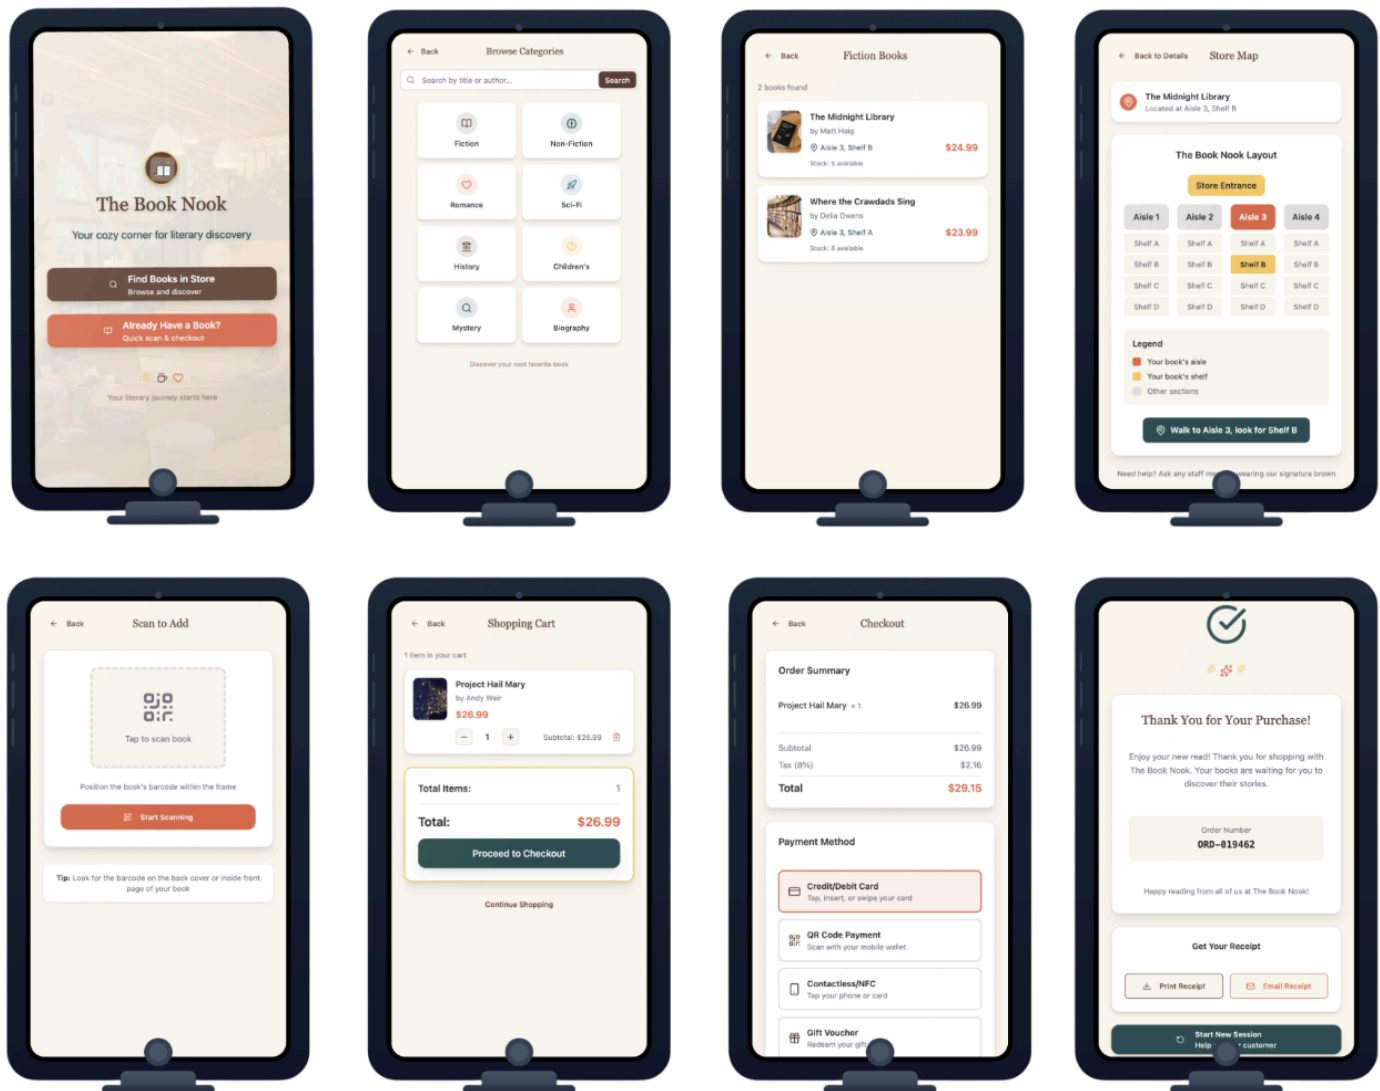 The Book Nook
Your cozy corner for literary discovery
Find Books in Store
Browse and discover
Already Have a Book?
Quick scan & checkout
Your literary journey starts here
Back
Browse Categories
Search by title or author...
Search
Fiction
Non-Fiction
Romance
Sci-Fi
History
Children's
Mystery
Biography
Discover your next favorite book
Back
Fiction Books
2 books found
The Midnight Library
by Matt Haig
Aisle 3, Shelf B
$24.99
Stock: 5 available
Where the Crawdads Sing
by Delia Owens
Aisle 3, Shelf A
$23.99
Stock: 8 available
Back to Details
Store Map
The Midnight Library
Located at Aisle 3, Shelf B
The Book Nook Layout
Store Entrance
Aisle 1 Aisle 2 Aisle 3 Aisle 4
Shelf A Shelf A Shelf A Shelf A
Shelf B Shelf B Shelf B Shelf B
Shelf C Shelf C Shelf C Shelf C
Shelf D Shelf D Shelf D Shelf D
Legend
Your book's aisle
Your book's shelf
Other sections
Walk to Aisle 3, look for Shelf B
Need help? Ask any staff wearing our signature brown
Back
Scan to Add
Tap to scan book
Position the book's barcode within the frame
Start Scanning
Tip: Look for the barcode on the back cover or inside front
page of your book
Back
Shopping Cart
1 item in your cart
Project Hail Mary
by Andy Weir
$26.99
− 1 + Subtotal: $26.99
Total Items: 1
Total: $26.99
Proceed to Checkout
Continue Shopping
Back
Checkout
Order Summary
Project Hail Mary x 1 $26.99
Subtotal $26.99
Tax (8%) $2.16
Total $29.15
Payment Method
Credit/Debit Card
Tap, insert, or swipe your card
QR Code Payment
Scan with your mobile wallet
Contactless/NFC
Tap your phone or card
Gift Voucher
Redeem your gift
Thank You for Your Purchase!
Enjoy your new read! Thank you for shopping with
The Book Nook. Your books are waiting for you to
discover their stories.
Order Number
ORD-019462
Happy reading from all of us at The Book Nook!
Get Your Receipt
Print Receipt
Email Receipt
Start New Session
Help customer